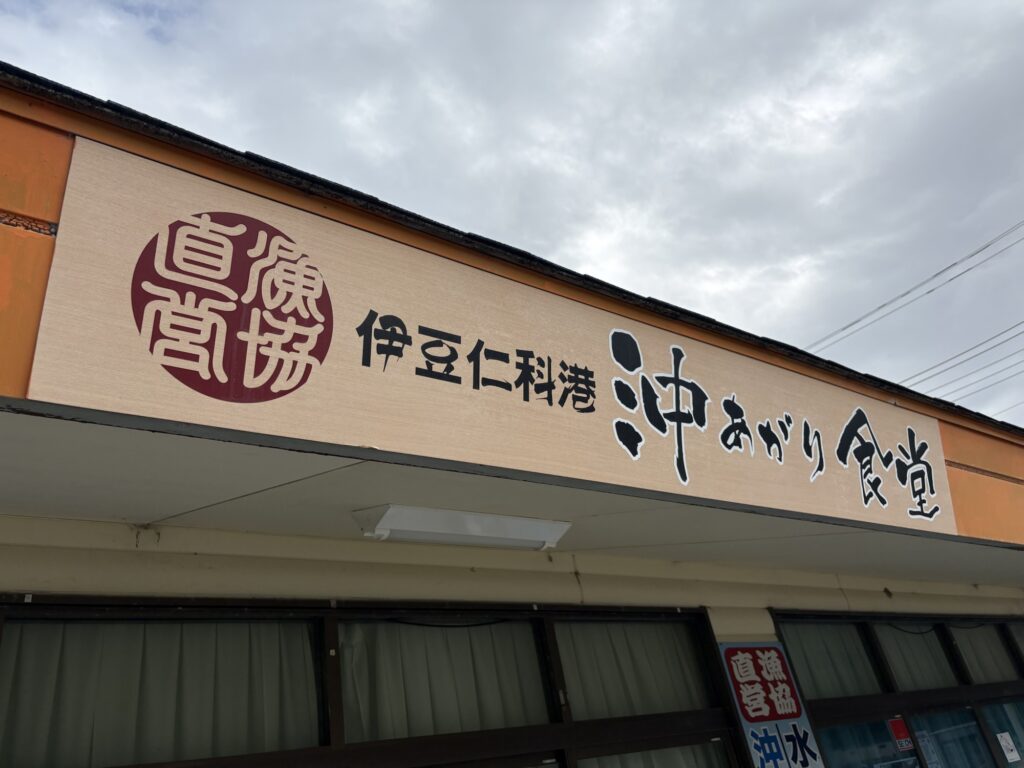 漁協
直営
伊豆仁科港
沖あがり食堂
漁協
直営
沖 水